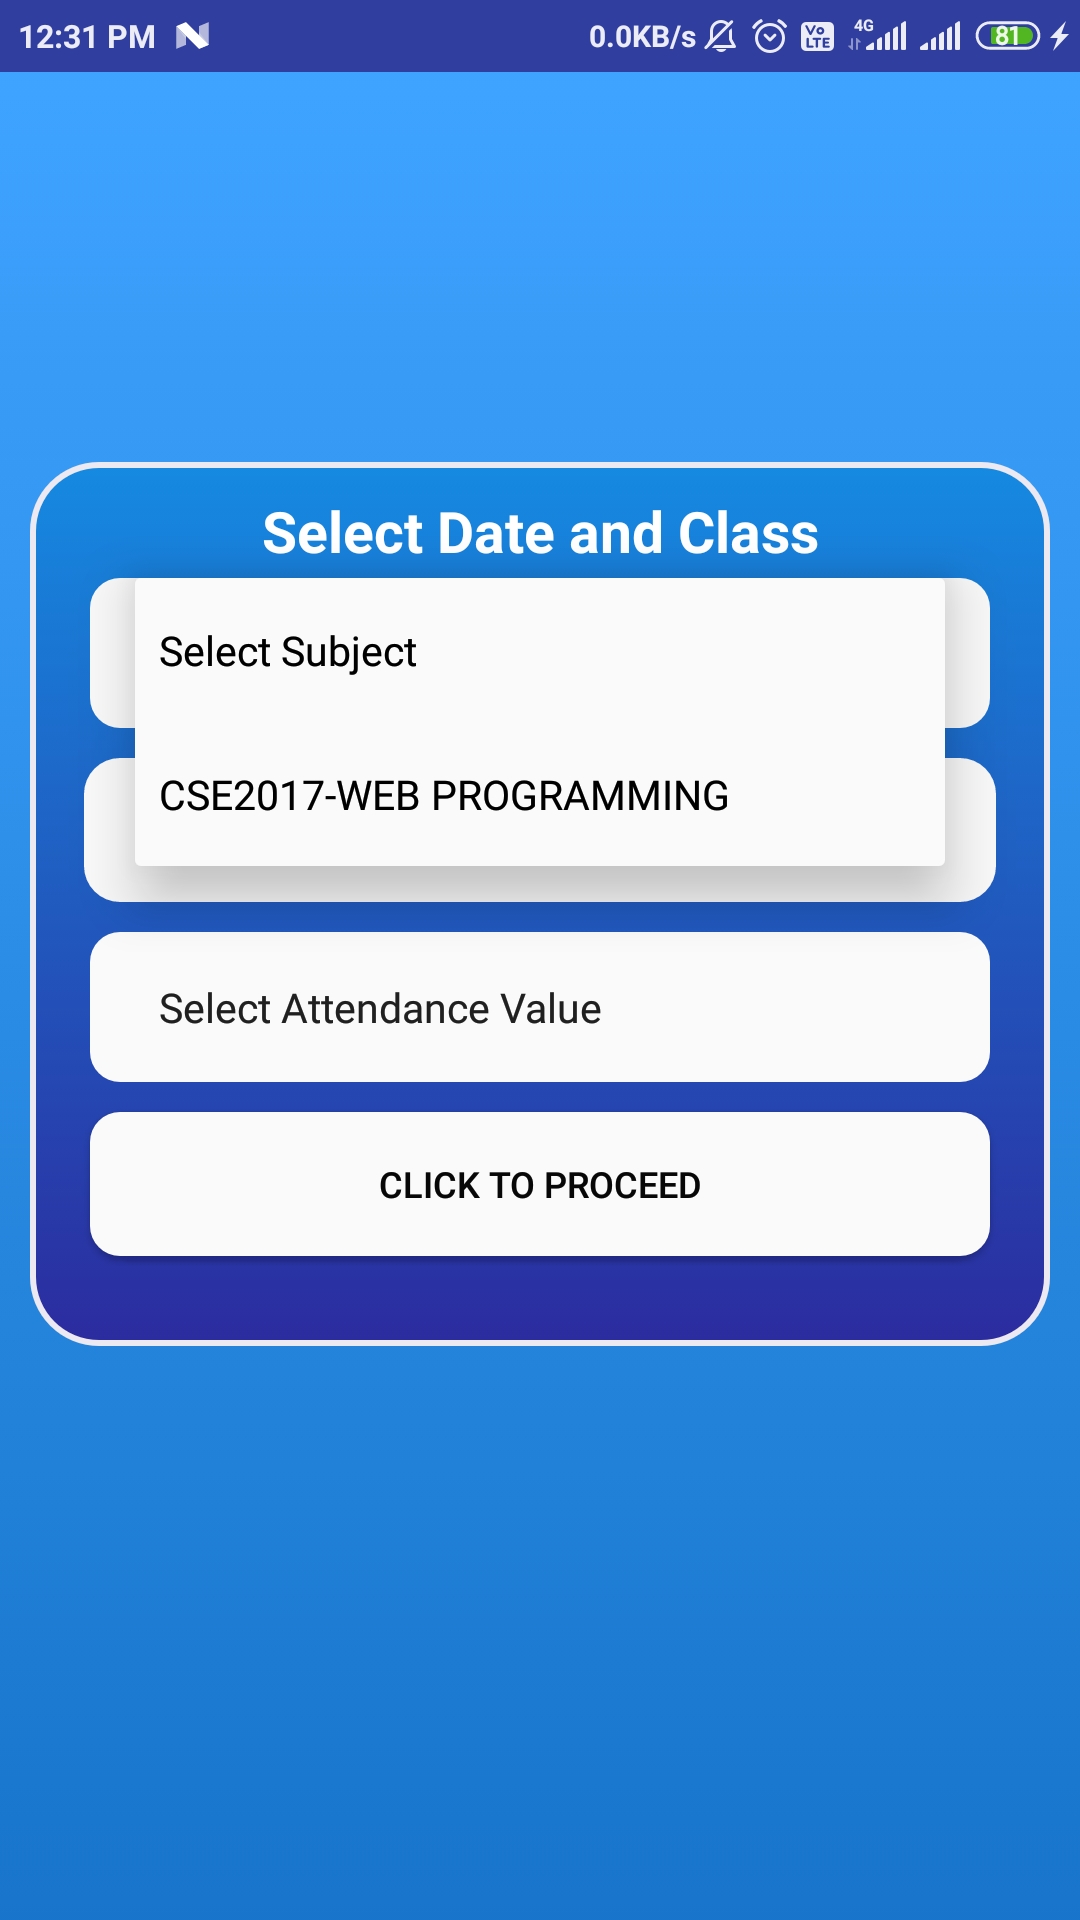 12:31 PM 0.0KB/s Vo LTE 4G 81
Select Date and Class
Select Subject
CSE2017-WEB PROGRAMMING
Select Attendance Value
CLICK TO PROCEED